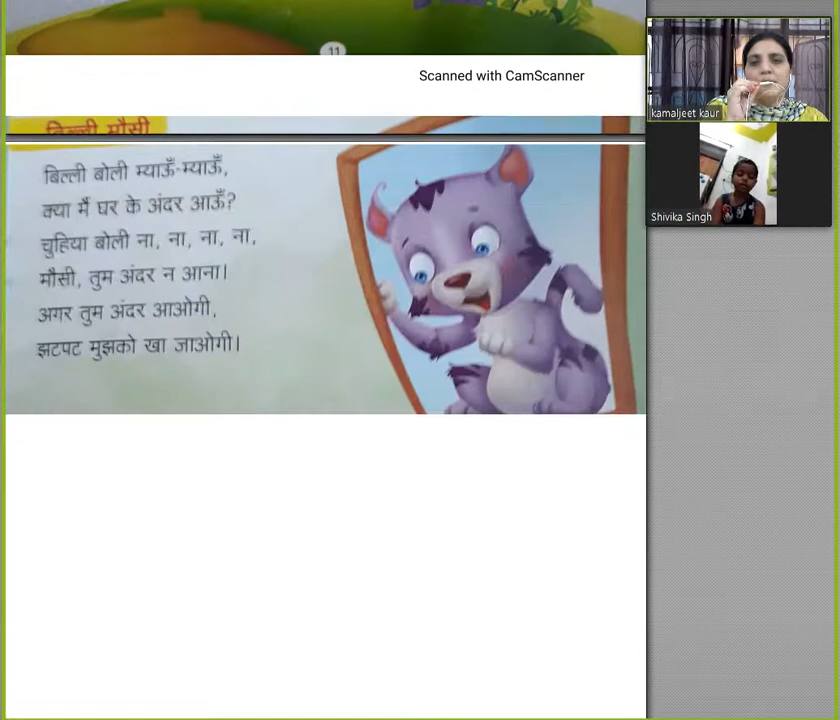 11
Scanned with CamScanner
बिल्ली मौसी
बिल्ली बोली म्याऊँ-म्याऊँ,
क्या मैं घर के अंदर आऊँ?
चुहिया बोली ना, ना, ना, ना,
मौसी, तुम अंदर न आना।
अगर तुम अंदर आओगी,
झटपट मुझको खा जाओगी।
kamaljeet kaur
Shivika Singh